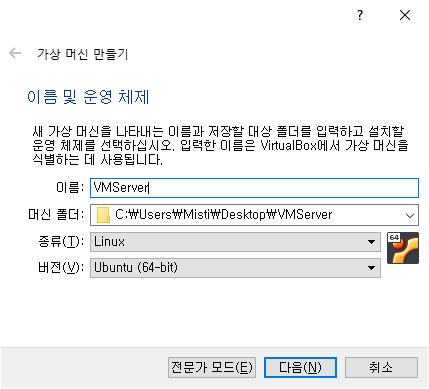 ?
가상 머신 만들기
이름 및 운영 체제
새 가상 머신을 나타내는 이름과 저장할 대상 폴더를 입력하고 설치할
운영 체제를 선택하십시오. 입력한 이름은 VirtualBox에서 가상 머신을
식별하는 데 사용됩니다.
이름: VMServer
머신 폴더: C:₩Users₩Misti₩Desktop₩VMServer
종류(T): Linux
64
버전(V): Ubuntu (64-bit)
전문가 모드(E) 다음(N) 취소